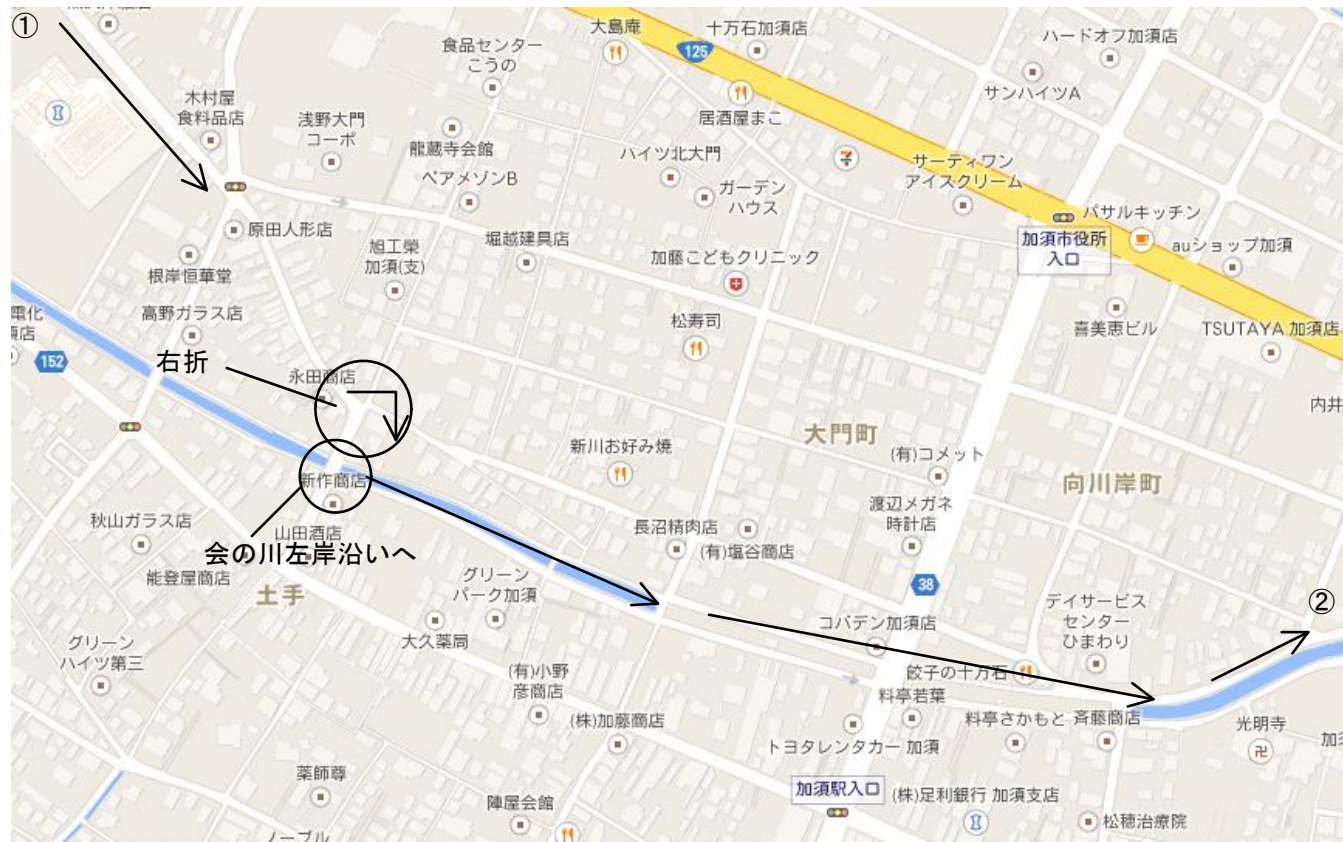 ①
大島庵
十万石加須店
125
ハードオフ加須店
食品センター
こうの
サンハイツA
木村屋
食料品店
浅野大門
コーポ
居酒屋まこ
龍蔵寺会館
ハイツ北大門
サーティワン
アイスクリーム
ペアメゾンB
ガーデン
ハウス
バサルキッチン
原田人形店
加須市役所
入口
auショップ加須
旭工榮
加須(支)
堀越建具店
加藤こどもクリニック
根岸恒華堂
高野ガラス店
電化
松寿司
喜美恵ビル
TSUTAYA 加須店
152
右折
永田商店
内井
大門町
新川お好み焼
(有)コメット
向川岸町
新作商店
渡辺メガネ
時計店
秋山ガラス店
山田酒店
長沼精肉店
(有)塩谷商店
会の川左岸沿いへ
能登屋商店
土手
グリーン
パーク加須
38
デイサービス
センター
ひまわり
②
コバデン加須店
大久薬局
グリーン
ハイツ第三
(有)小野
彦商店
餃子の十万石
料亭若葉
料亭さかもと
斉藤商店
(株)加藤商店
光明寺
トヨタレンタカー 加須
薬師尊
加須駅入口
(株)足利銀行 加須支店
陣屋会館
松穂治療院
ノーブル